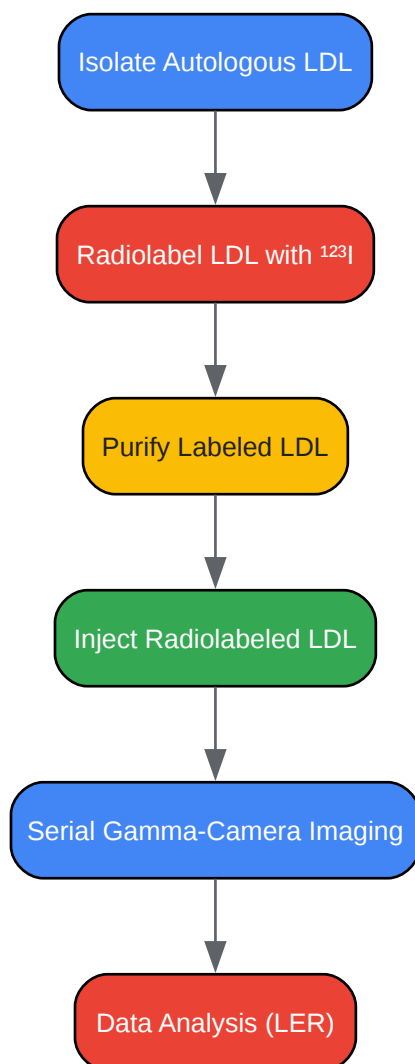 Isolate Autologous LDL
Radiolabel LDL with ¹²³I
Purify Labeled LDL
Inject Radiolabeled LDL
Serial Gamma-Camera Imaging
Data Analysis (LER)